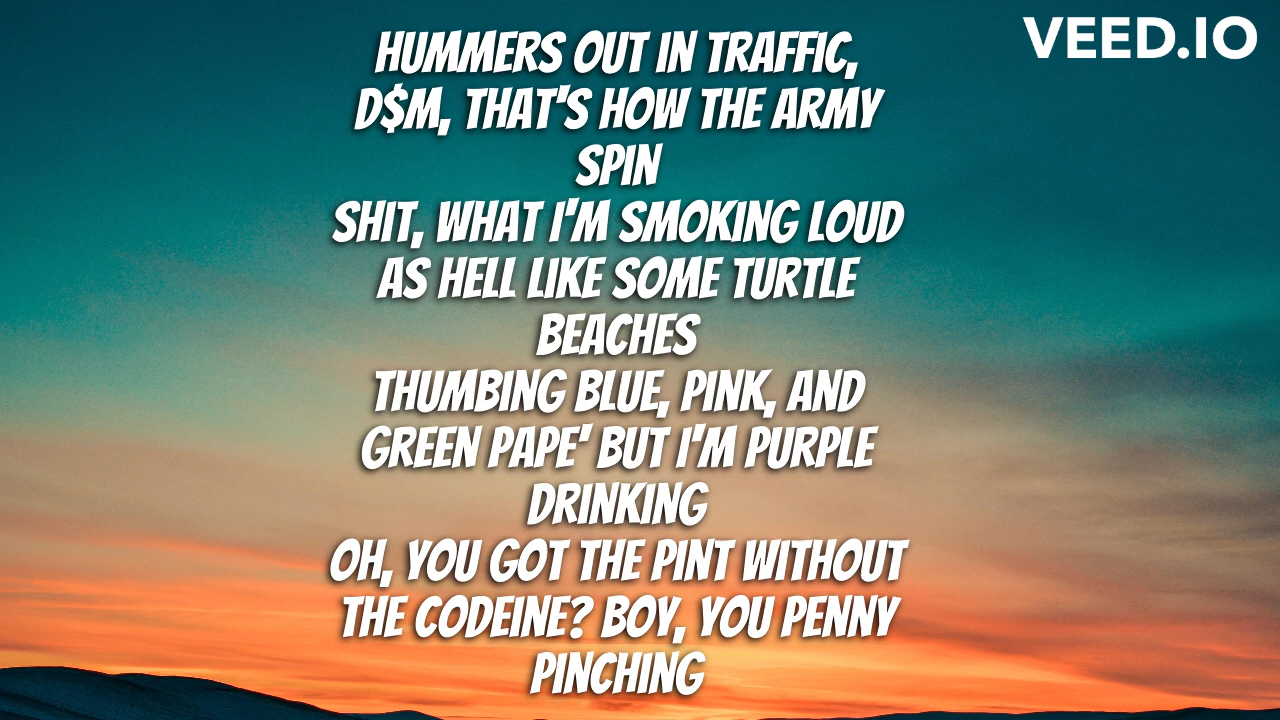 VEED.IO
HUMMERS OUT IN TRAFFIC,
D$M, THAT'S HOW THE ARMY
SPIN
SHIT, WHAT I'M SMOKING LOUD
AS HELL LIKE SOME TURTLE
BEACHES
THUMBING BLUE, PINK, AND
GREEN PAPE' BUT I'M PURPLE
DRINKING
OH, YOU GOT THE PINT WITHOUT
THE CODEINE? BOY, YOU PENNY
PINCHING